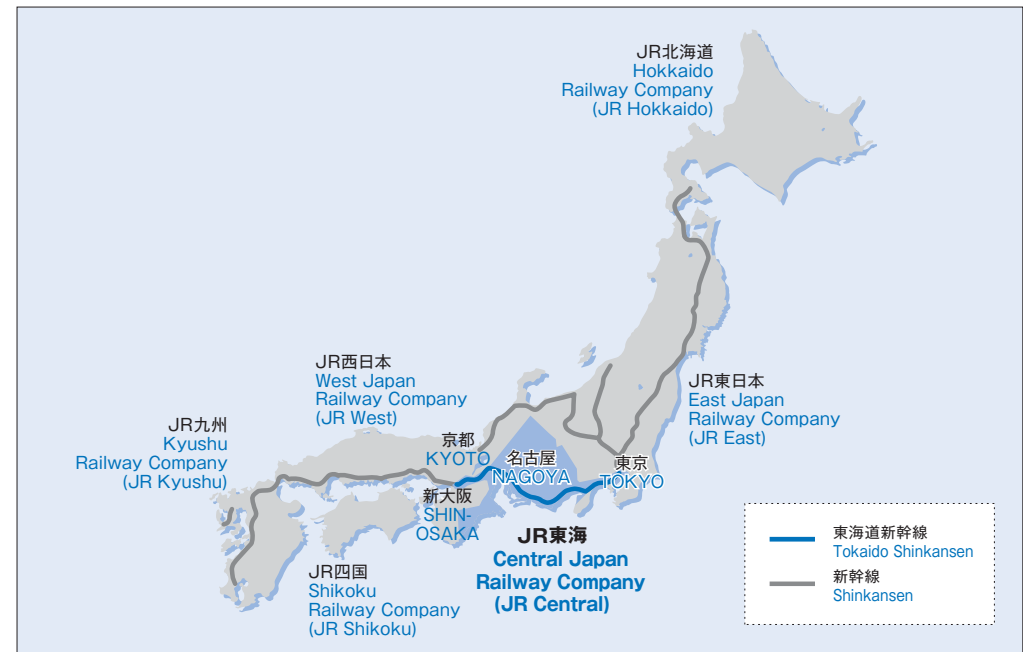 JR北海道
Hokkaido
Railway Company
(JR Hokkaido)
JR西日本
West Japan
Railway Company
(JR West)
JR東日本
East Japan
Railway Company
(JR East)
JR九州
Kyushu
Railway Company
(JR Kyushu)
京都
KYOTO
名古屋
NAGOYA
東京
TOKYO
新大阪
SHIN-
OSAKA
JR東海
Central Japan
Railway Company
(JR Central)
JR四国
Shikoku
Railway Company
(JR Shikoku)
東海道新幹線
Tokaido Shinkansen
新幹線
Shinkansen